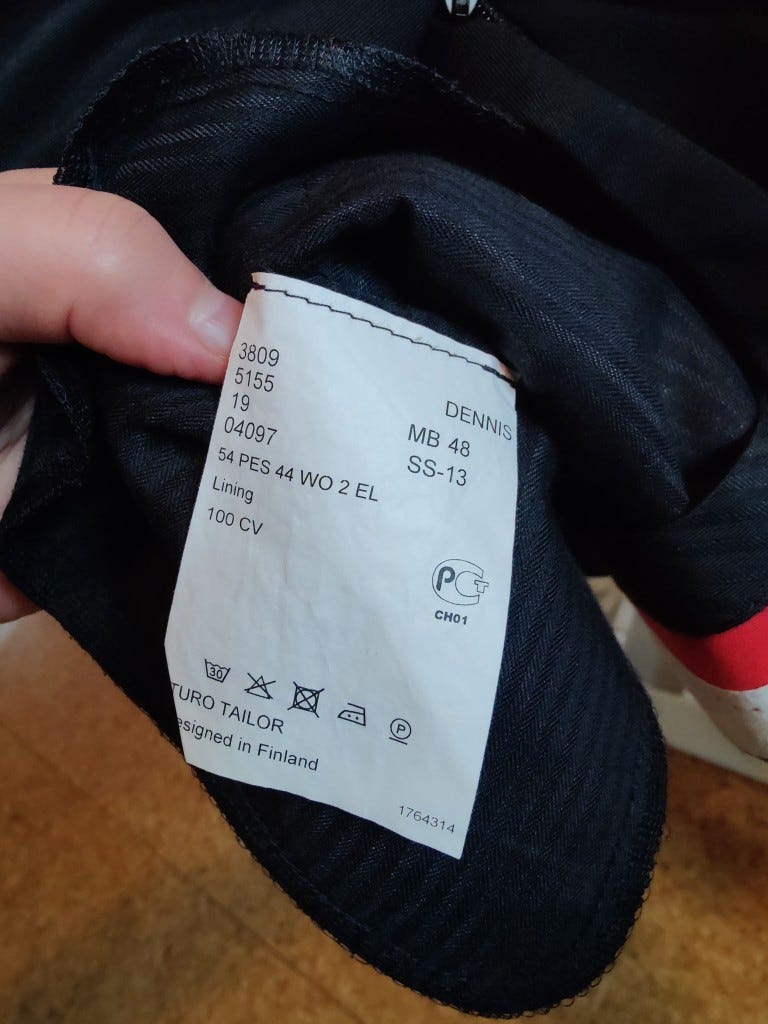 3809
5155
19
04097
DENNIS
MB 48
SS-13
54 PES 44 WO 2 EL
Lining
100 CV
PCT
CH01
30
P
TURO TAILOR
esigned in Finland
1764314